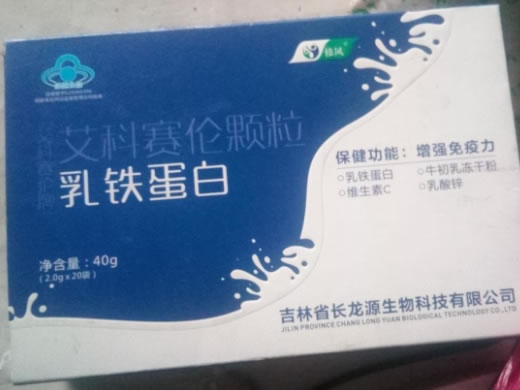 艾科赛伦颗粒
乳铁蛋白
保健功能：增强免疫力
○乳铁蛋白 ○牛初乳冻干粉
○维生素C ○乳酸锌
净含量：40g
(2.0gx20袋)
吉林省长龙源生物科技有限公司
JILIN PROVINCE CHANG LONG YUAN BIOLOGICAL TECHNOLOGY CO.,LTD